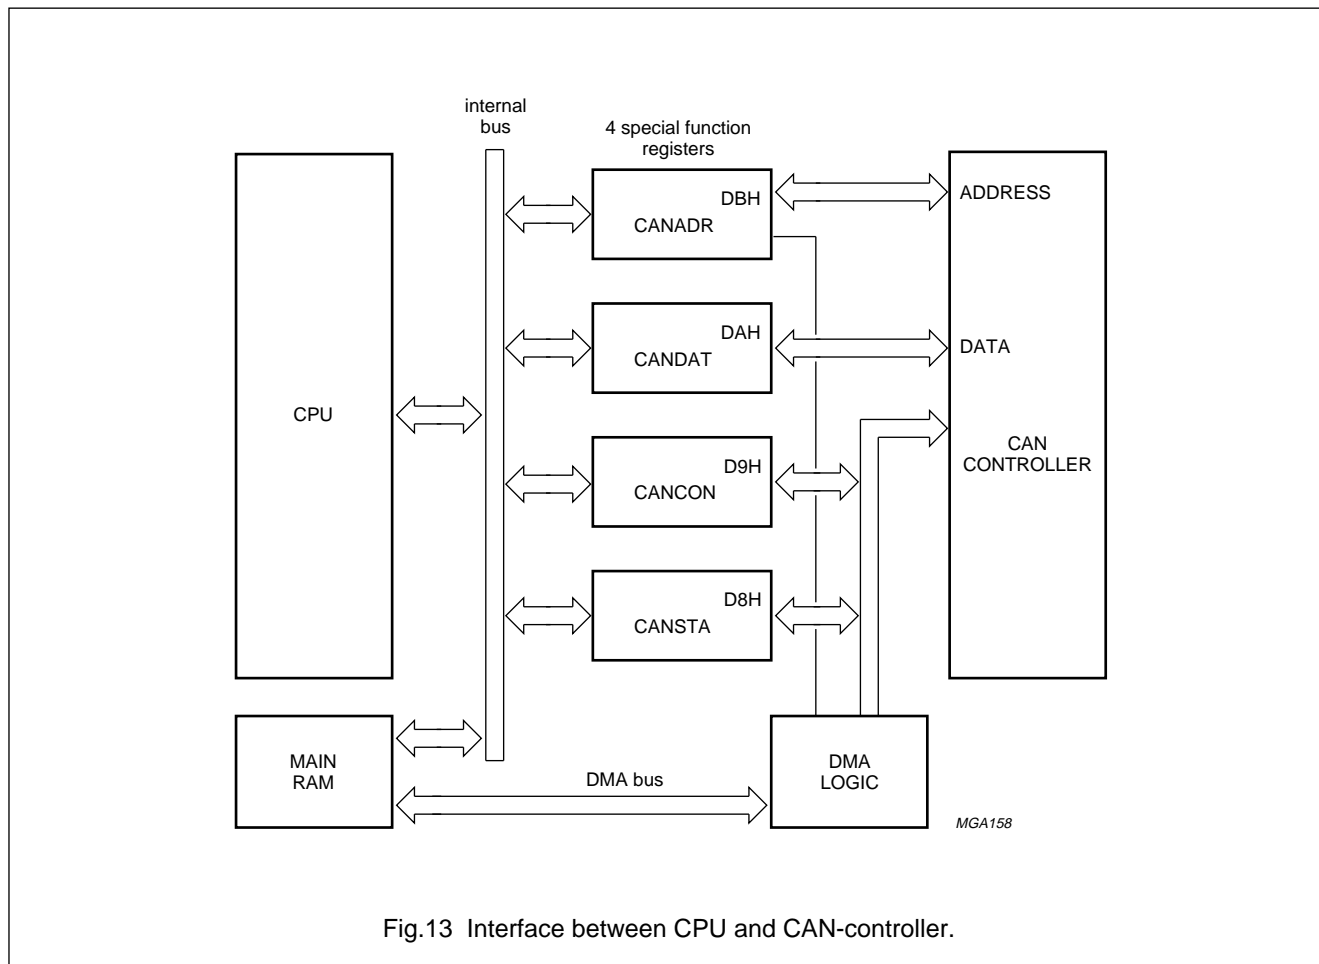 internal
bus
4 special function
registers
DBH
CANADR
ADDRESS
DAH
CANDAT
DATA
CPU
D9H
CANCON
CAN
CONTROLLER
D8H
CANSTA
MAIN
RAM
DMA bus
DMA
LOGIC
MGA158
Fig.13 Interface between CPU and CAN-controller.